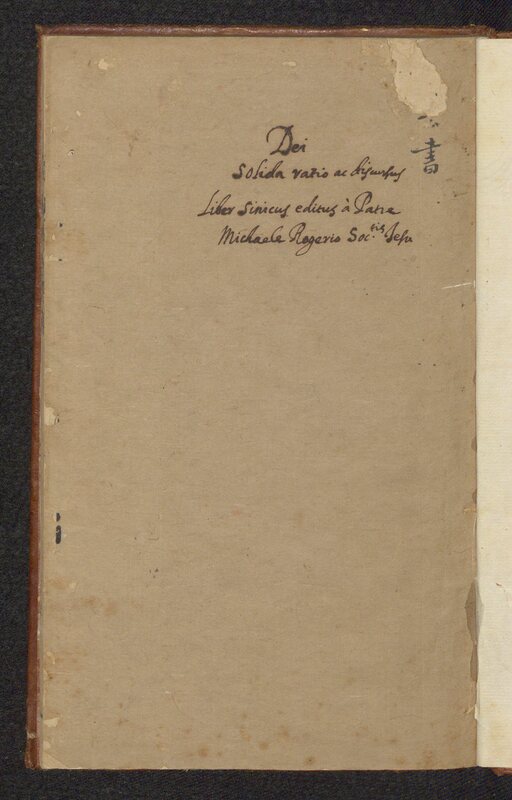 Dei
Solida ratio ac discursus
Liber Sinicus editus à Patre
Michaele Rogerio Soc.tis Jesu
書